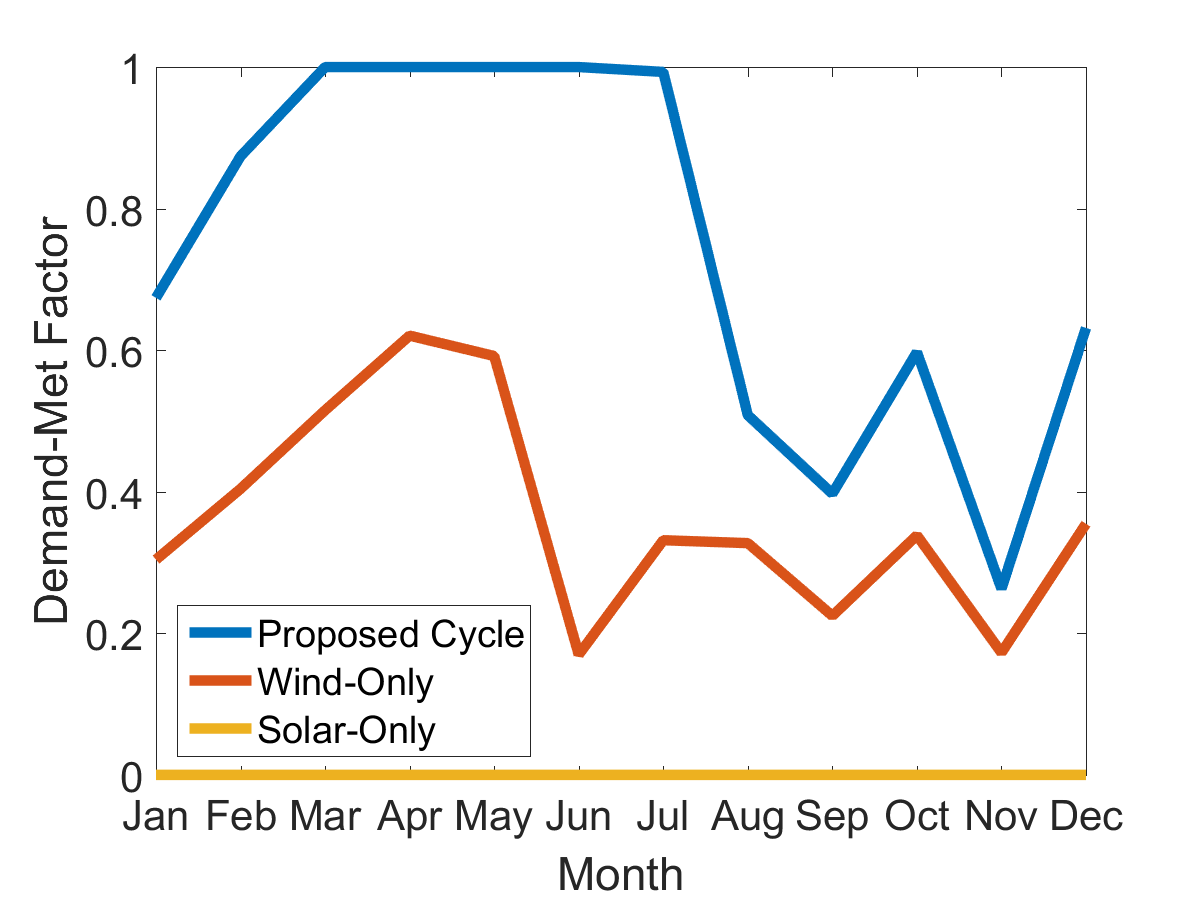 1
0.8
0.6
0.4
0.2
0
Demand-Met Factor
Proposed Cycle
Wind-Only
Solar-Only
Jan Feb Mar Apr May Jun Jul Aug Sep Oct Nov Dec
Month